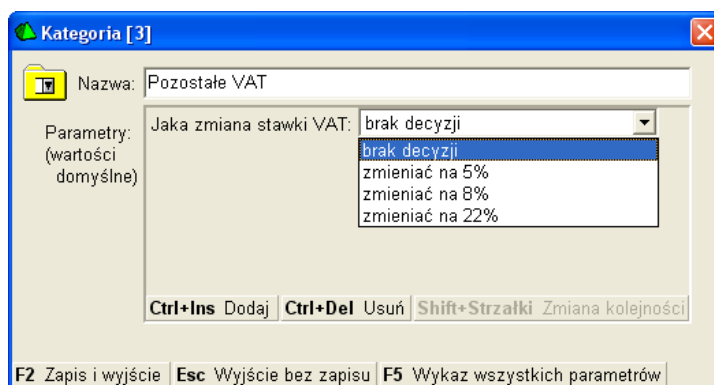 Kategoria [3]
Nazwa: Pozostałe VAT
Parametry:
(wartości
domyślne)
Jaka zmiana stawki VAT: brak decyzji
brak decyzji
zmieniać na 5%
zmieniać na 8%
zmieniać na 22%
Ctrl+Ins Dodaj Ctrl+Del Usuń Shift+Strzałki Zmiana kolejności
F2 Zapis i wyjście Esc Wyjście bez zapisu F5 Wykaz wszystkich parametrów